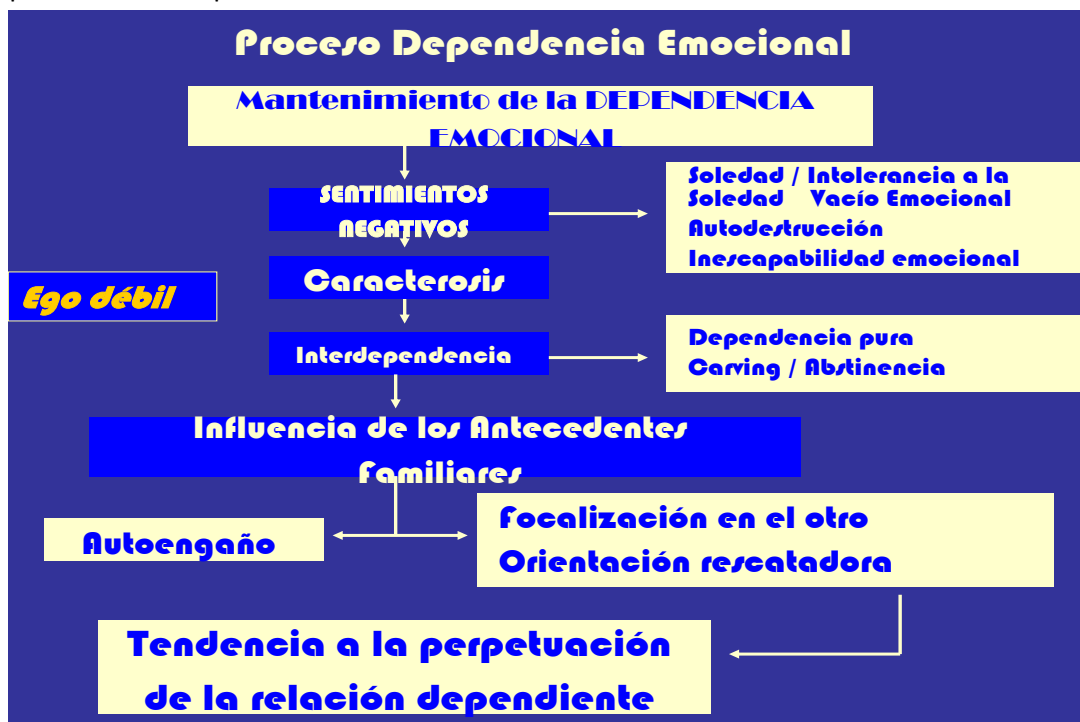 Proceso Dependencia Emocional
Mantenimiento de la DEPENDENCIA
EMOCIONAL
SENTIMIENTOS
NEGATIVOS
Soledad / Intolerancia a la
Soledad Vacío Emocional
Autodestrucción
Inescapabilidad emocional
Caracterosis
Ego débil
Interdependencia
Dependencia pura
Carving / Abstinencia
Influencia de los Antecedentes
Familiares
Autoengaño
Focalización en el otro
Orientación rescatadora
Tendencia a la perpetuación
de la relación dependiente